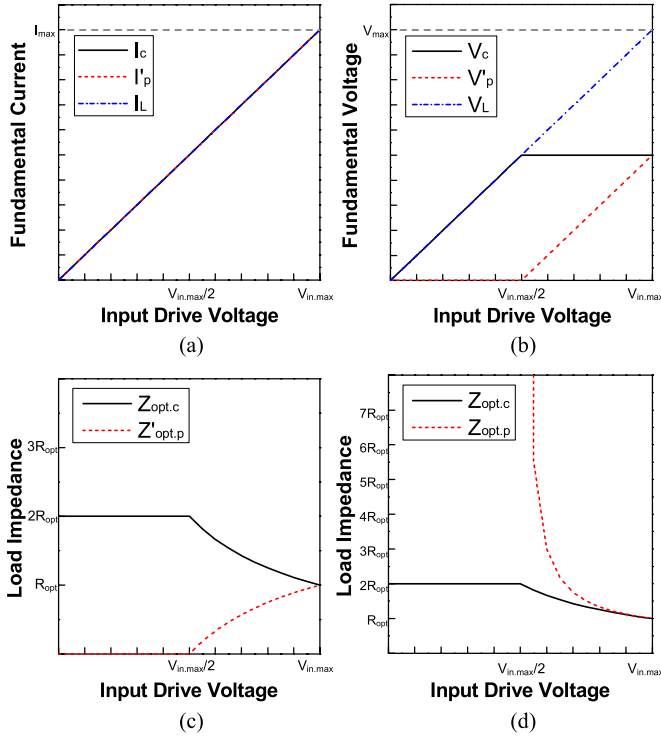 Fundamental Current
Imax
Ic
I'p
IL
Vin.max/2
Vin.max
Input Drive Voltage
(a)
Fundamental Voltage
Vmax
Vc
V'p
VL
Vin.max/2
Vin.max
Input Drive Voltage
(b)
Load Impedance
Zopt.c
Z'opt.p
3Ropt
2Ropt
Ropt
Vin.max/2
Vin.max
Input Drive Voltage
(c)
Load Impedance
Zopt.c
Zopt.p
7Ropt
6Ropt
5Ropt
4Ropt
3Ropt
2Ropt
Ropt
Vin.max/2
Vin.max
Input Drive Voltage
(d)